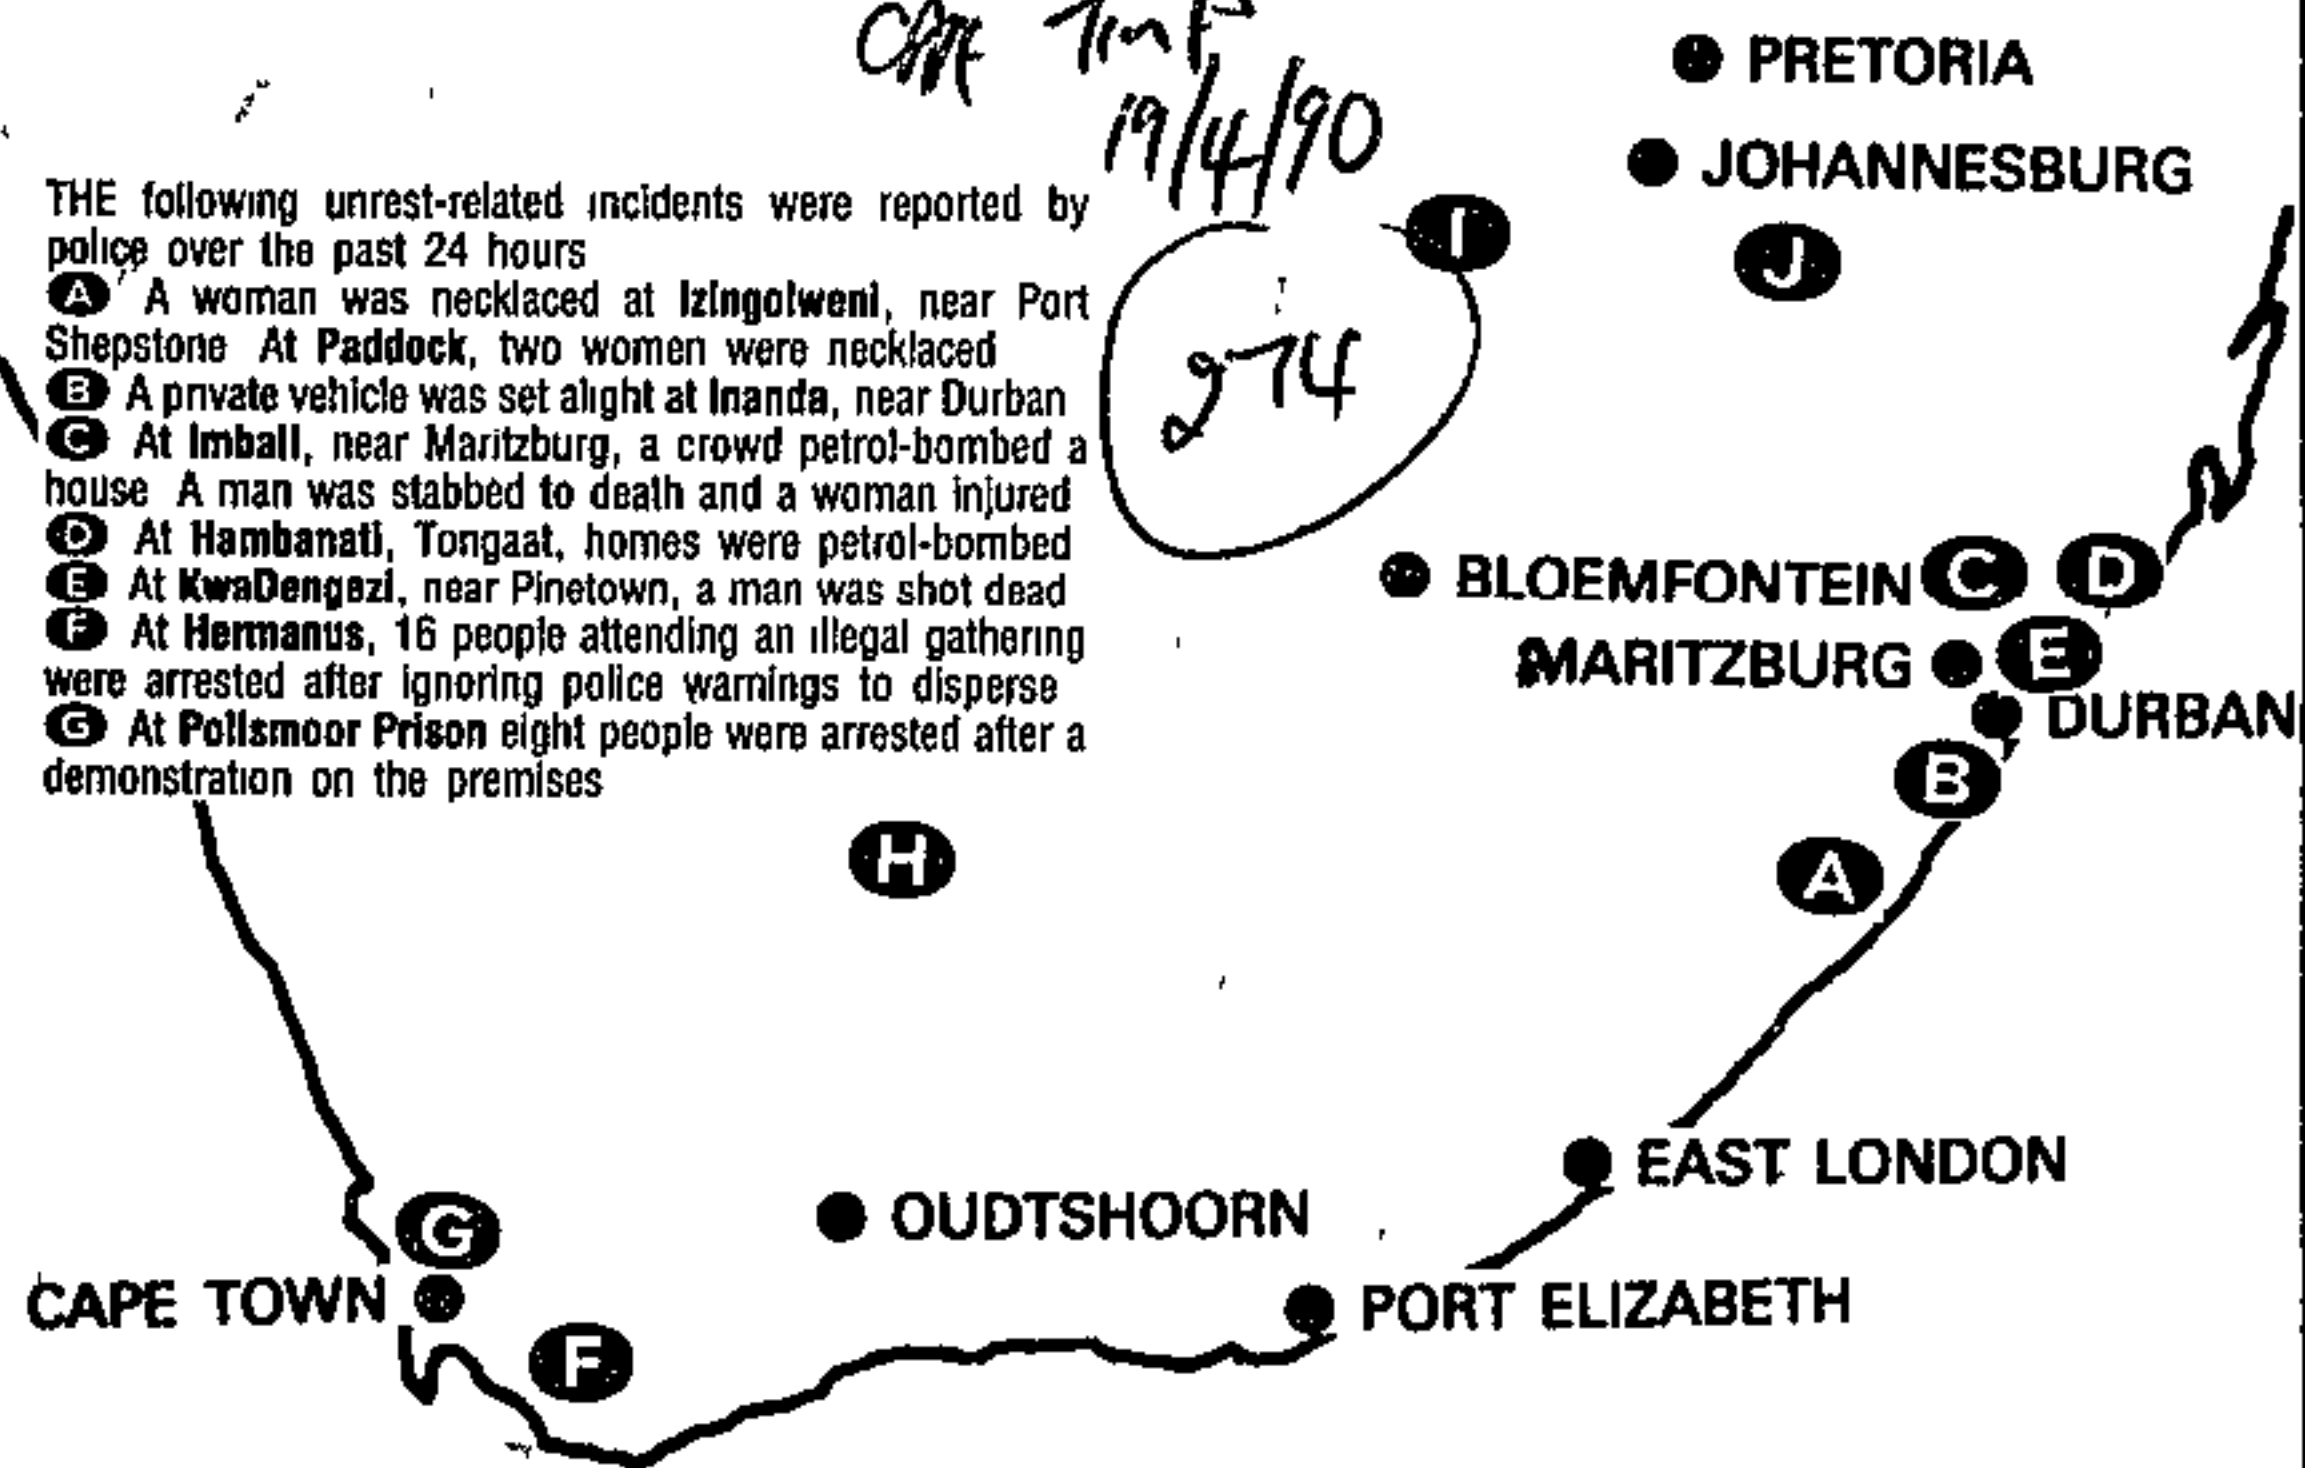 19/4/90
274
THE following unrest-related incidents were reported by
police over the past 24 hours
A A woman was necklaced at Izingolweni, near Port
Shepstone At Paddock, two women were necklaced
B A private vehicle was set alight at Inanda, near Durban
C At Imbali, near Maritzburg, a crowd petrol-bombed a
house A man was stabbed to death and a woman injured
D At Hambanati, Tongaat, homes were petrol-bombed
E At KwaDengezi, near Pinetown, a man was shot dead
F At Hermanus, 16 people attending an illegal gathering
were arrested after ignoring police warnings to disperse
G At Pollsmoor Prison eight people were arrested after a
demonstration on the premises
PRETORIA
JOHANNESBURG
I
J
BLOEMFONTEIN
C
D
MARITZBURG
E
DURBAN
B
H
A
EAST LONDON
G
OUDTSHOORN
CAPE TOWN
PORT ELIZABETH
F